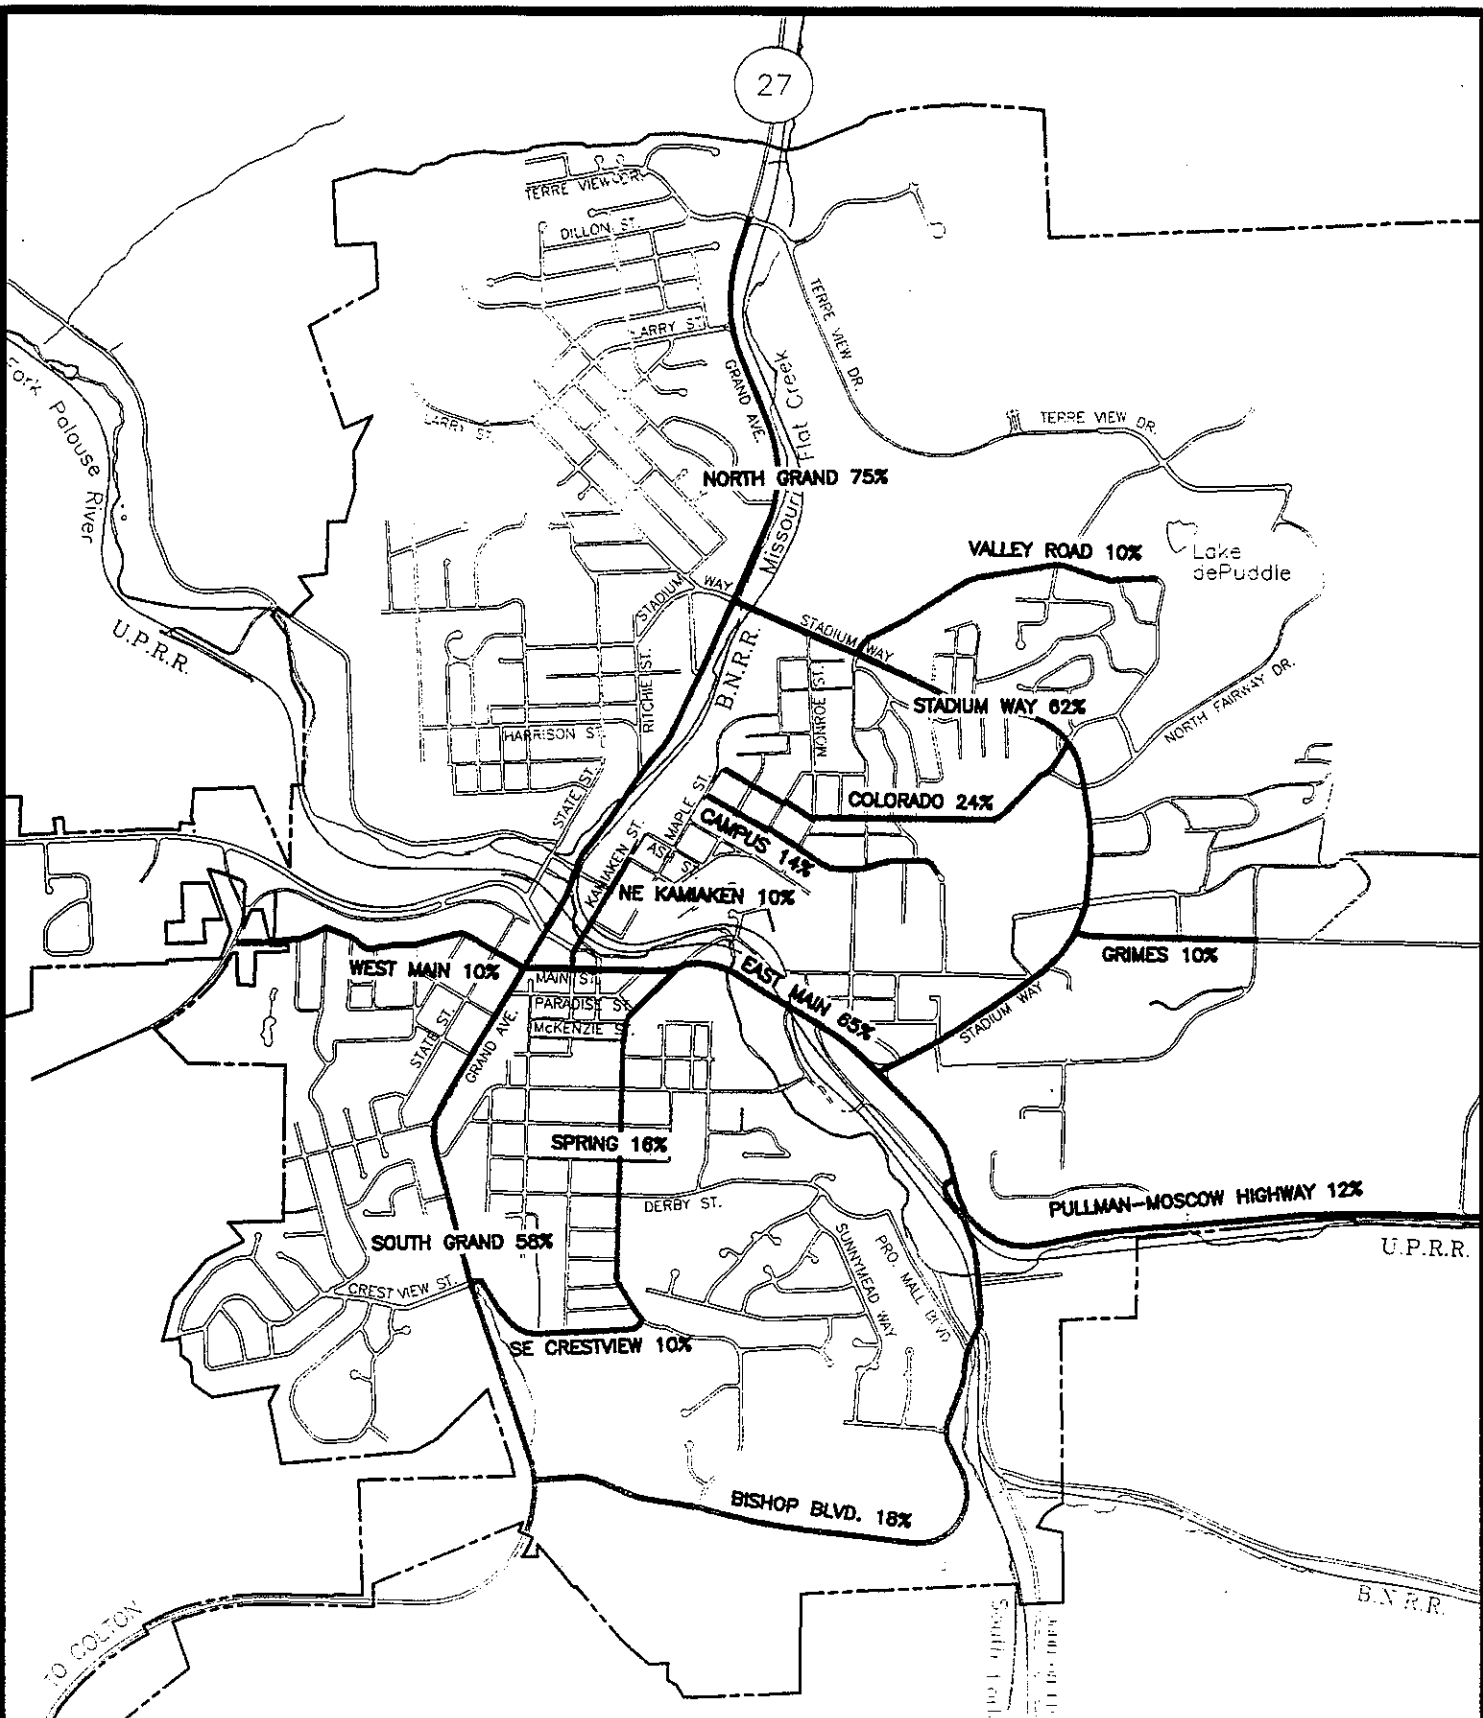 27
TERRE VIEW DR.
DILLON ST.
TERRE VIEW DR.
LARRY ST.
GRAND AVE.
Missouri Flat Creek
Fork Palouse River
LARRY ST.
TERRE VIEW DR.
NORTH GRAND 75%
VALLEY ROAD 10%
Lake
dePuddle
STADIUM WAY
U.P.R.R.
B.N.R.R.
STADIUM WAY
RITCHIE ST.
MONROE ST.
NORTH FAIRWAY DR.
STADIUM WAY 62%
HARRISON ST.
STATE ST.
MAPLE ST.
COLORADO 24%
CAMPUS 14%
KAMIAKEN ST.
NE KAMIAKEN 10%
WEST MAIN 10%
EAST MAIN 65%
GRIMES 10%
MAIN ST.
PARADISE ST.
McKENZIE ST.
STATE ST.
GRAND AVE.
STADIUM WAY
SPRING 16%
DERBY ST.
PULLMAN-MOSCOW HIGHWAY 12%
SOUTH GRAND 58%
SUNNYMEAD WAY
PRO. MALL BLVD.
U.P.R.R.
CRESTVIEW ST.
SE CRESTVIEW 10%
BISHOP BLVD. 18%
TO COLTON
B.N.R.R.
South